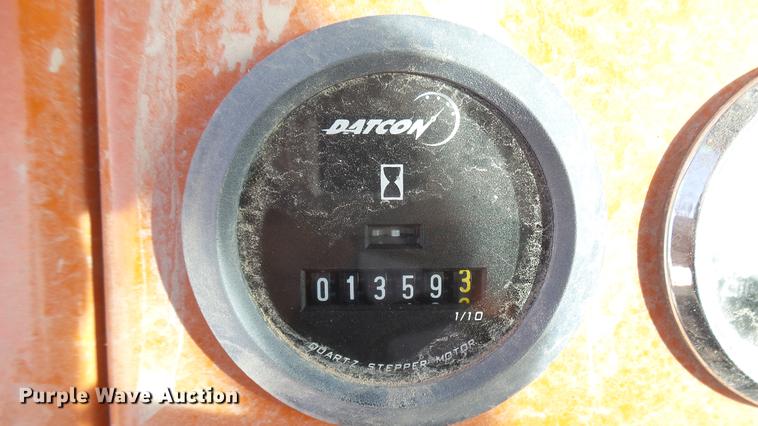 DATCON
013593
1/10
QUARTZ STEPPER MOTOR
Purple Wave Auction